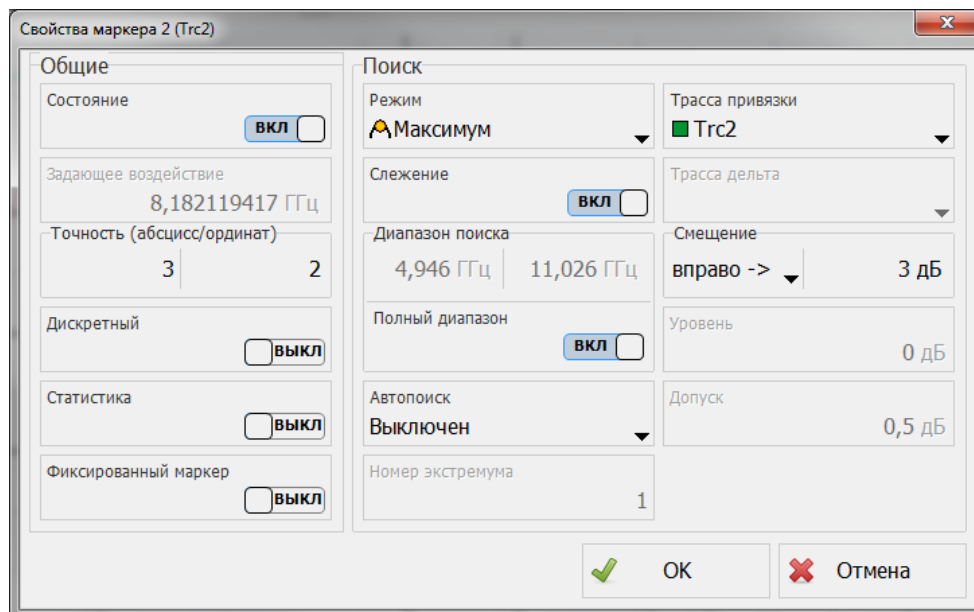 Свойства маркера 2 (Trc2)
Общие
Состояние
ВКЛ
Задающее воздействие
8,182119417 ГГц
Точность (абсцисс/ординат)
3
2
Дискретный
ВЫКЛ
Статистика
ВЫКЛ
Фиксированный маркер
ВЫКЛ
Поиск
Режим
Максимум
Трасса привязки
Trc2
Слежение
ВКЛ
Трасса дельта
Диапазон поиска
4,946 ГГц
11,026 ГГц
Смещение
вправо ->
3 дБ
Полный диапазон
ВКЛ
Уровень
0 дБ
Автопоиск
Выключен
Допуск
0,5 дБ
Номер экстремума
1
OK
Отмена